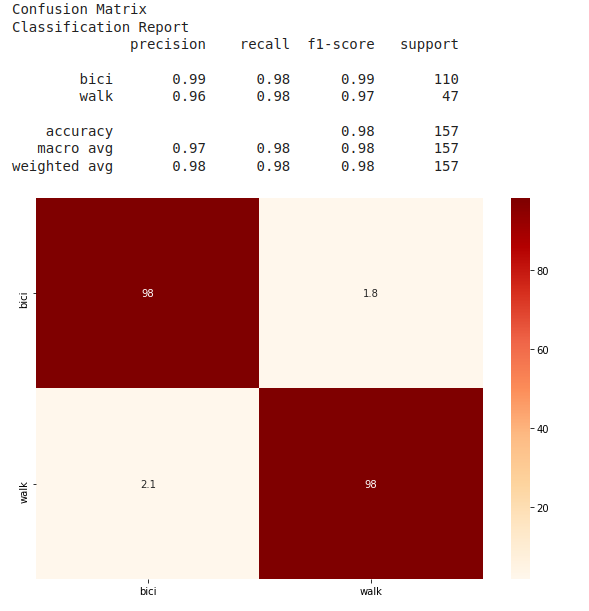 Confusion Matrix
Classification Report
precision recall f1-score support
bici 0.99 0.98 0.99 110
walk 0.96 0.98 0.97 47
accuracy 0.98 157
macro avg 0.97 0.98 0.98 157
weighted avg 0.98 0.98 0.98 157
bici 98 1.8
walk 2.1 98
bici walk
80
60
40
20